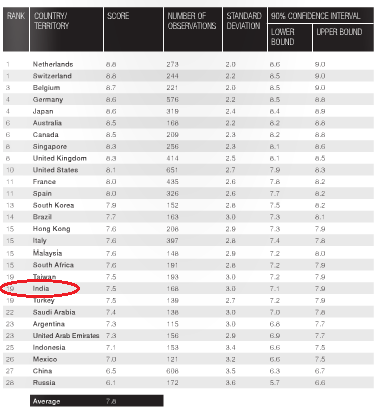 RANK COUNTRY/ TERRITORY SCORE NUMBER OF OBSERVATIONS STANDARD DEVIATION 90% CONFIDENCE INTERVAL
LOWER BOUND UPPER BOUND
1 Netherlands 8.8 273 2.0 8.6 9.0
1 Switzerland 8.8 244 2.2 8.5 9.0
3 Belgium 8.7 221 2.0 8.5 9.0
4 Germany 8.6 576 2.2 8.5 8.8
4 Japan 8.6 319 2.4 8.4 8.9
6 Australia 8.5 168 2.2 8.2 8.8
6 Canada 8.5 209 2.3 8.2 8.8
8 Singapore 8.3 256 2.3 8.1 8.6
8 United Kingdom 8.3 414 2.5 8.1 8.5
10 United States 8.1 651 2.7 7.9 8.3
11 France 8.0 435 2.6 7.8 8.2
11 Spain 8.0 326 2.6 7.7 8.2
13 South Korea 7.9 152 2.8 7.5 8.2
14 Brazil 7.7 163 3.0 7.3 8.1
15 Hong Kong 7.6 208 2.9 7.3 7.9
15 Italy 7.6 397 2.8 7.4 7.8
15 Malaysia 7.6 148 2.9 7.2 8.0
15 South Africa 7.6 191 2.8 7.2 7.9
19 Taiwan 7.5 193 3.0 7.2 7.9
19 India 7.5 168 3.0 7.1 7.9
19 Turkey 7.5 139 2.7 7.2 7.9
22 Saudi Arabia 7.4 138 3.0 7.0 7.8
23 Argentina 7.3 115 3.0 6.8 7.7
23 United Arab Emirates 7.3 156 2.9 6.9 7.7
25 Indonesia 7.1 153 3.4 6.6 7.5
26 Mexico 7.0 121 3.2 6.6 7.5
27 China 6.5 608 3.5 6.3 6.7
28 Russia 6.1 172 3.6 5.7 6.6
Average 7.8